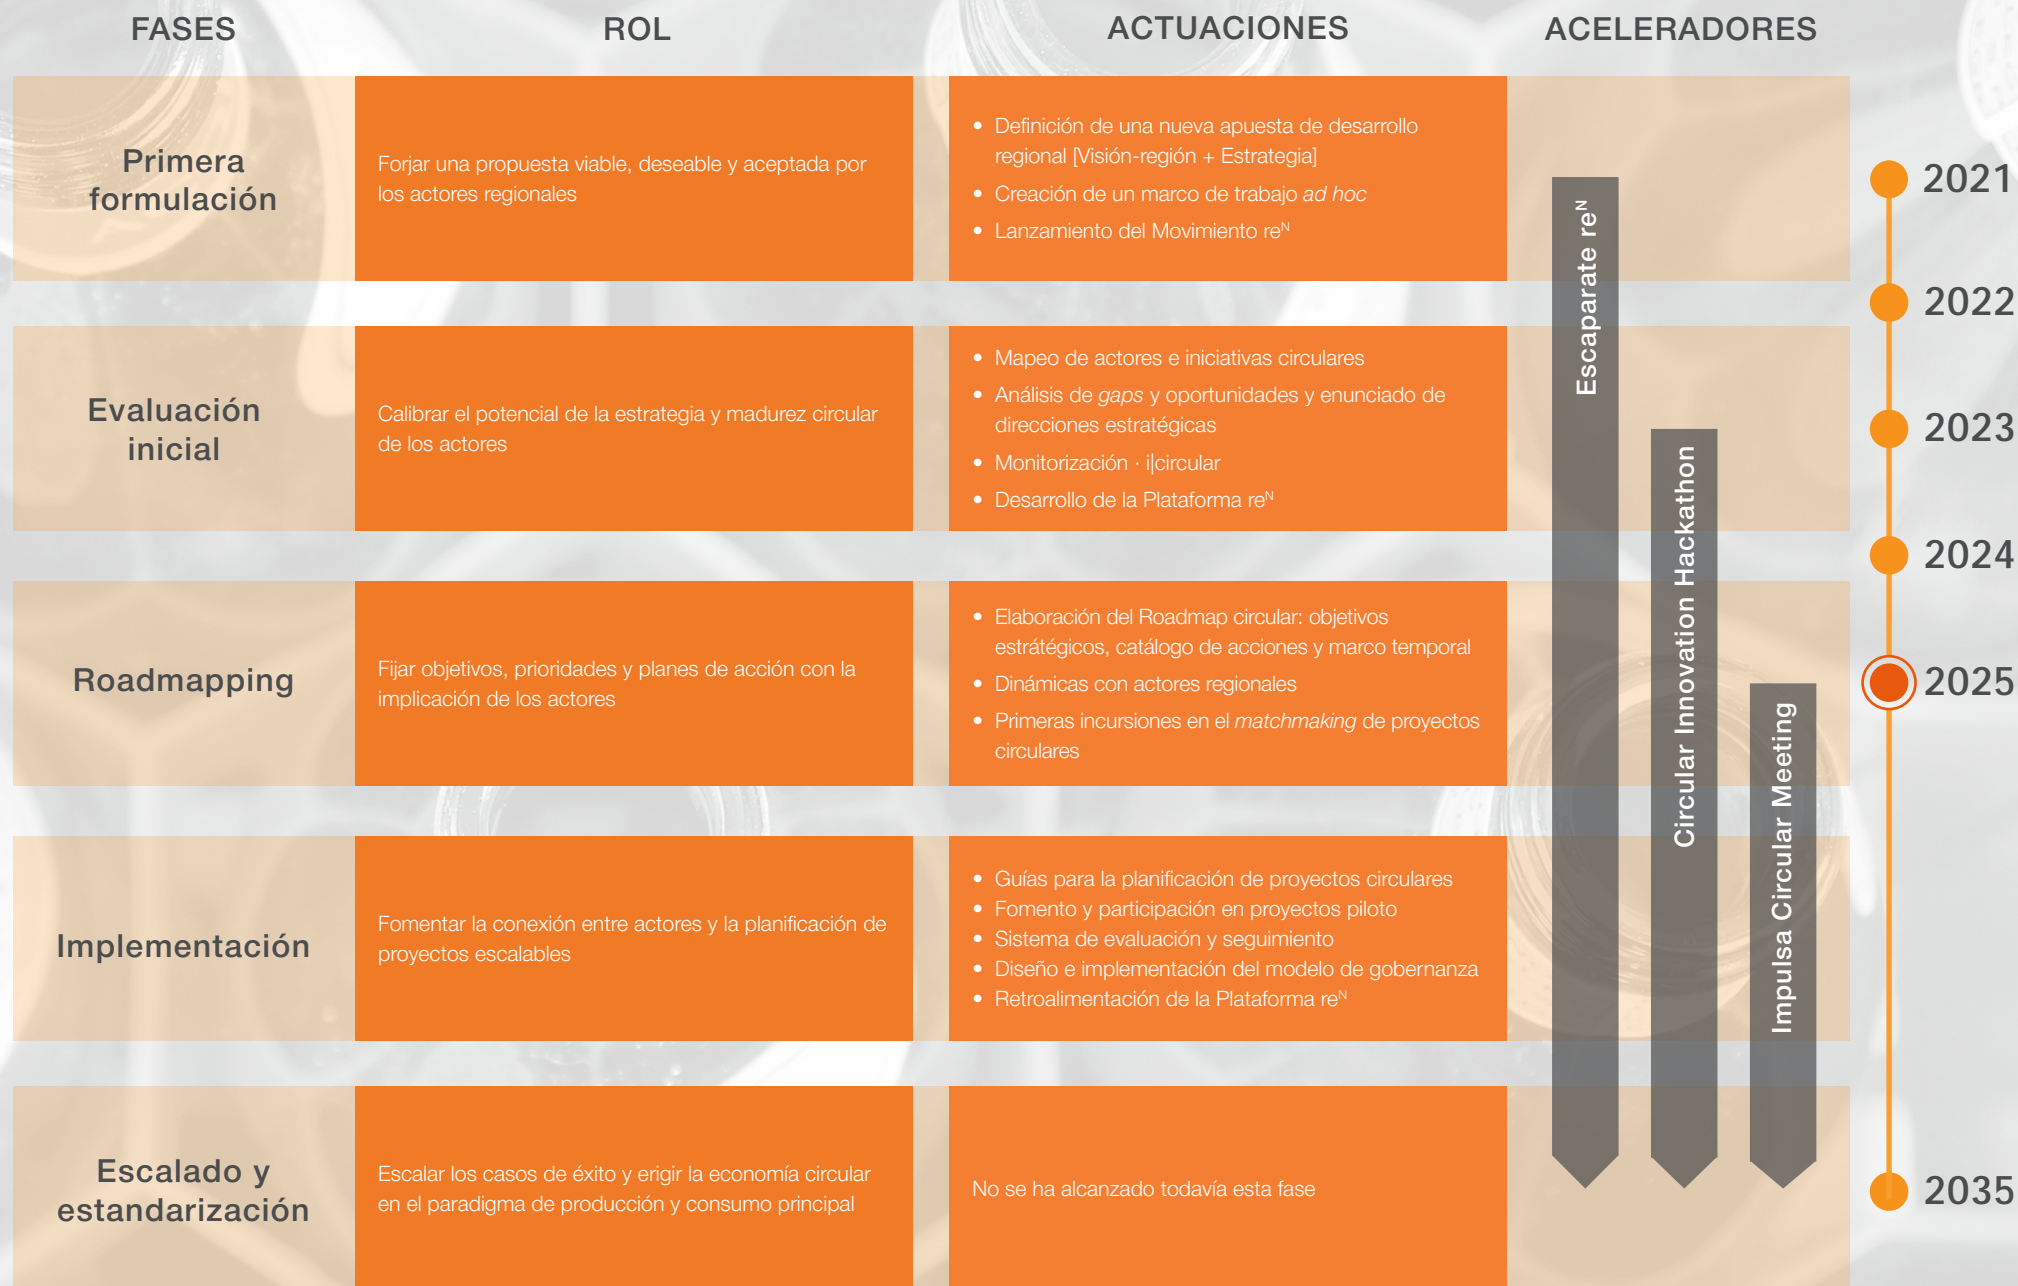 FASES
ROL
ACTUACIONES
ACELERADORES
Primera
formulación
Forjar una propuesta viable, deseable y aceptada por
los actores regionales
• Definición de una nueva apuesta de desarrollo
regional [Visión-región + Estrategia]
• Creación de un marco de trabajo ad hoc
• Lanzamiento del Movimiento reᴺ
Evaluación
inicial
Calibrar el potencial de la estrategia y madurez circular
de los actores
• Mapeo de actores e iniciativas circulares
• Análisis de gaps y oportunidades y enunciado de
direcciones estratégicas
• Monitorización · i|circular
• Desarrollo de la Plataforma reᴺ
Roadmapping
Fijar objetivos, prioridades y planes de acción con la
implicación de los actores
• Elaboración del Roadmap circular: objetivos
estrátégicos, catálogo de acciones y marco temporal
• Dinámicas con actores regionales
• Primeras incursiones en el matchmaking de proyectos
circulares
Implementación
Fomentar la conexión entre actores y la planificación de
proyectos escalables
• Guías para la planificación de proyectos circulares
• Fomento y participación en proyectos piloto
• Sistema de evaluación y seguimiento
• Diseño e implementación del modelo de gobernanza
• Retroalimentación de la Plataforma reᴺ
Escalado y
estandarización
Escalar los casos de éxito y erigir la economía circular
en el paradigma de producción y consumo principal
No se ha alcanzado todavía esta fase
Escaparate reᴺ
Circular Innovation Hackathon
Impulsa Circular Meeting
2021
2022
2023
2024
2025
2035